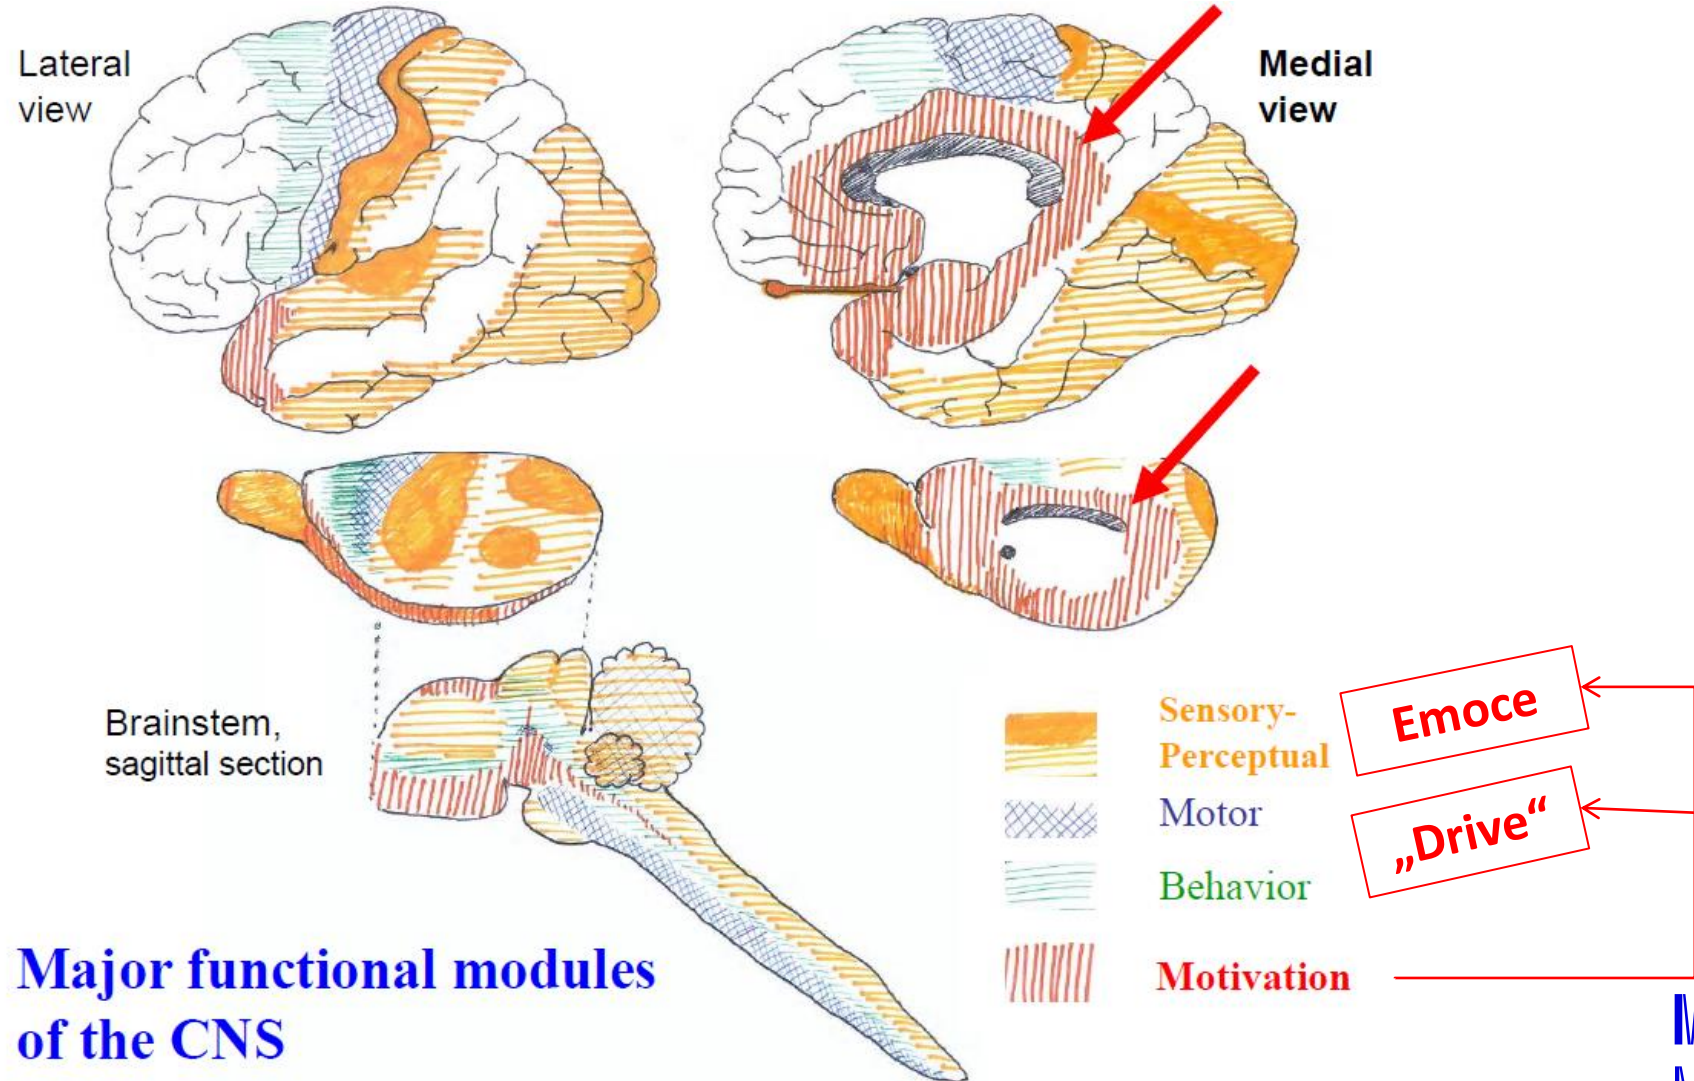 Lateral
view
Medial
view
Brainstem,
sagittal section
Sensory-
Perceptual
Motor
Behavior
Motivation
Emoce
„Drive“
Major functional modules
of the CNS